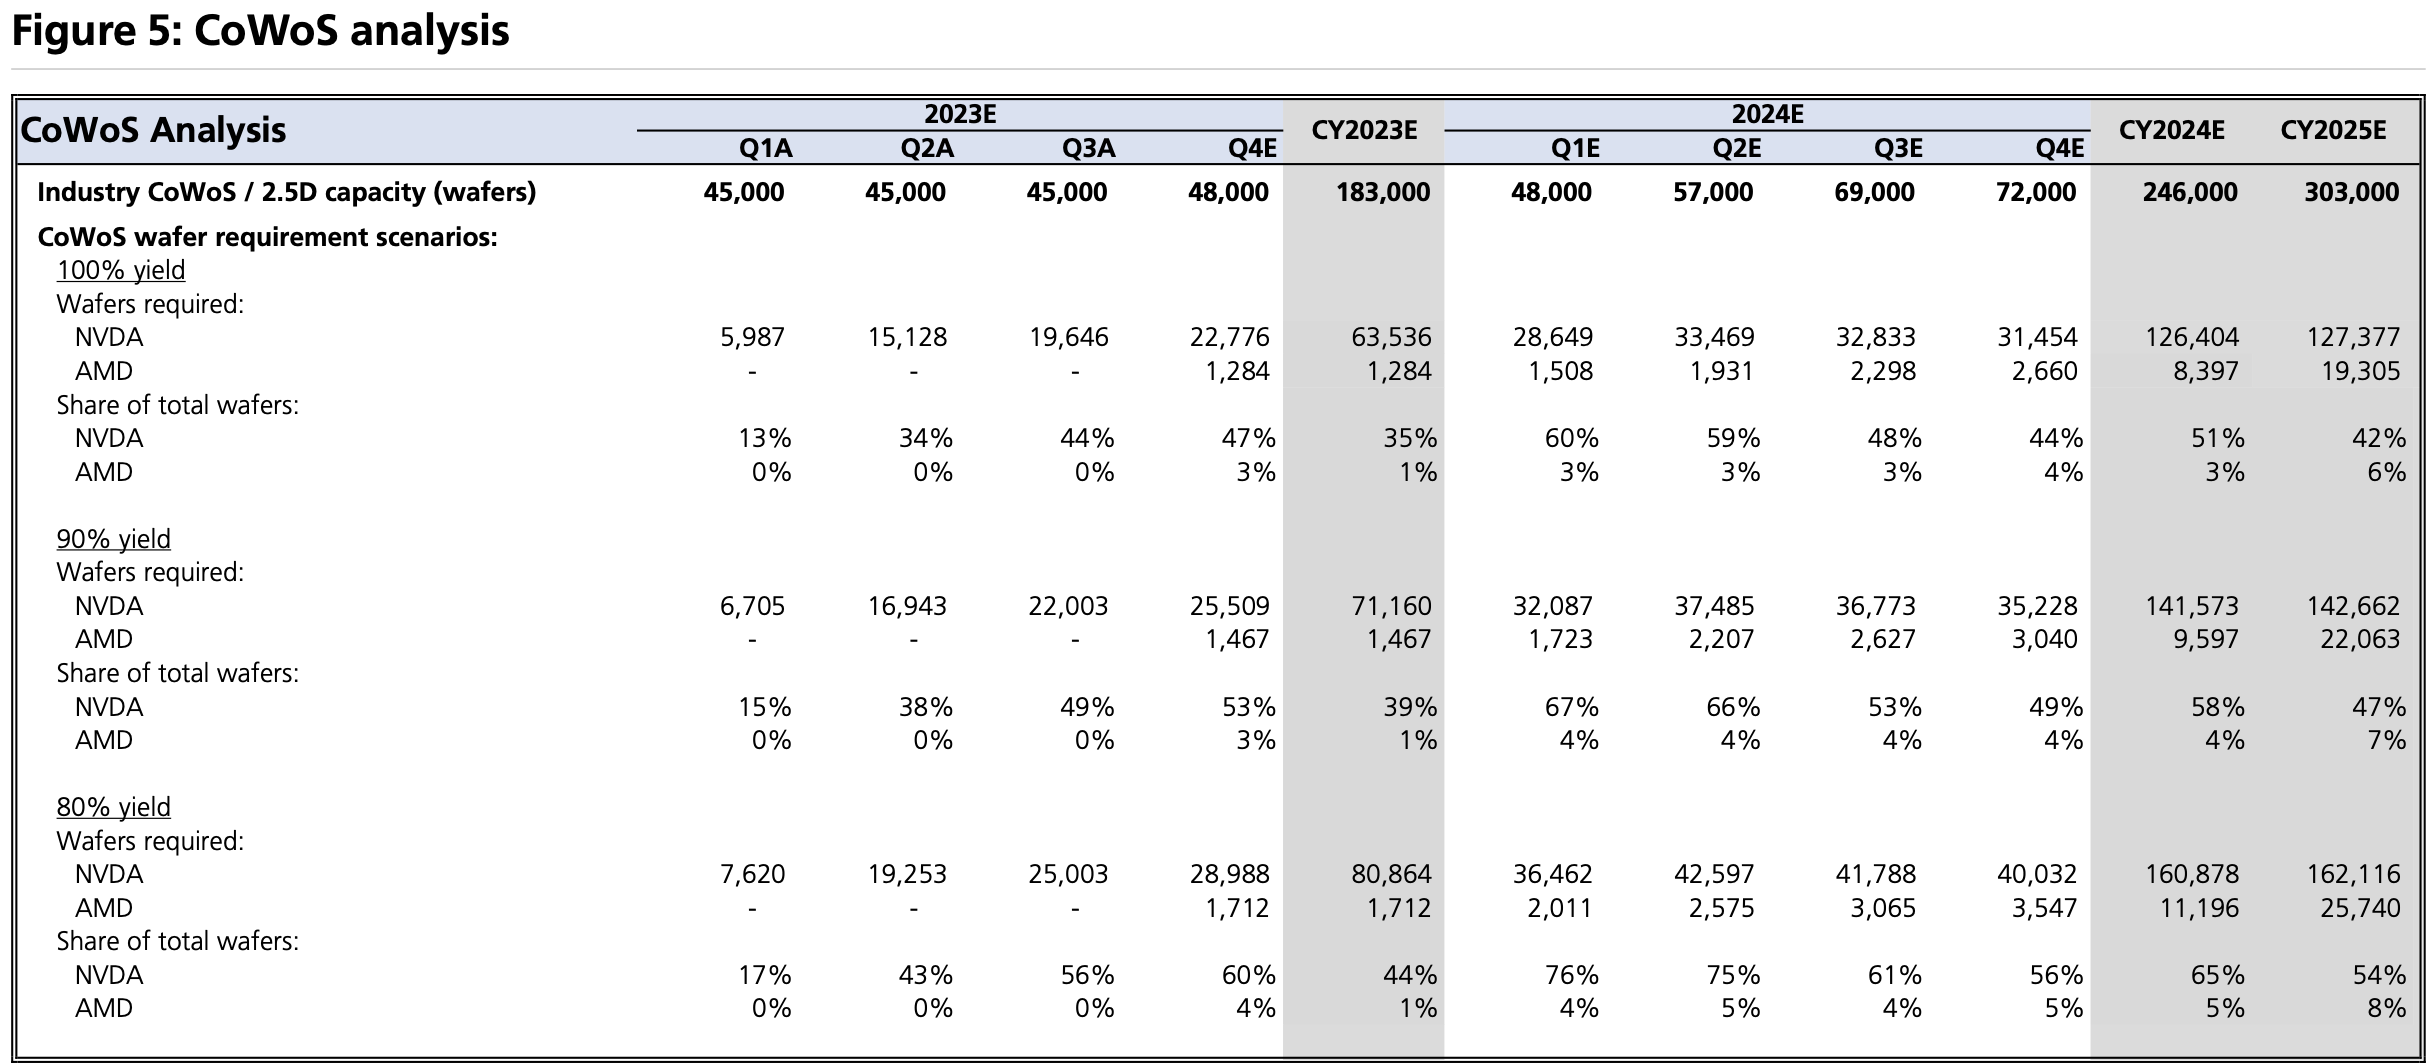 Figure 5: CoWoS analysis
CoWoS Analysis 2023E CY2023E 2024E CY2024E CY2025E
Q1A Q2A Q3A Q4E Q1E Q2E Q3E Q4E
Industry CoWoS / 2.5D capacity (wafers) 45,000 45,000 45,000 48,000 183,000 48,000 57,000 69,000 72,000 246,000 303,000
CoWoS wafer requirement scenarios:
100% yield
Wafers required:
NVDA 5,987 15,128 19,646 22,776 63,536 28,649 33,469 32,833 31,454 126,404 127,377
AMD - - - 1,284 1,284 1,508 1,931 2,298 2,660 8,397 19,305
Share of total wafers:
NVDA 13% 34% 44% 47% 35% 60% 59% 48% 44% 51% 42%
AMD 0% 0% 0% 3% 1% 3% 3% 3% 4% 3% 6%
90% yield
Wafers required:
NVDA 6,705 16,943 22,003 25,509 71,160 32,087 37,485 36,773 35,228 141,573 142,662
AMD - - - 1,467 1,467 1,723 2,207 2,627 3,040 9,597 22,063
Share of total wafers:
NVDA 15% 38% 49% 53% 39% 67% 66% 53% 49% 58% 47%
AMD 0% 0% 0% 3% 1% 4% 4% 4% 4% 4% 7%
80% yield
Wafers required:
NVDA 7,620 19,253 25,003 28,988 80,864 36,462 42,597 41,788 40,032 160,878 162,116
AMD - - - 1,712 1,712 2,011 2,575 3,065 3,547 11,196 25,740
Share of total wafers:
NVDA 17% 43% 56% 60% 44% 76% 75% 61% 56% 65% 54%
AMD 0% 0% 0% 4% 1% 4% 5% 4% 5% 5% 8%